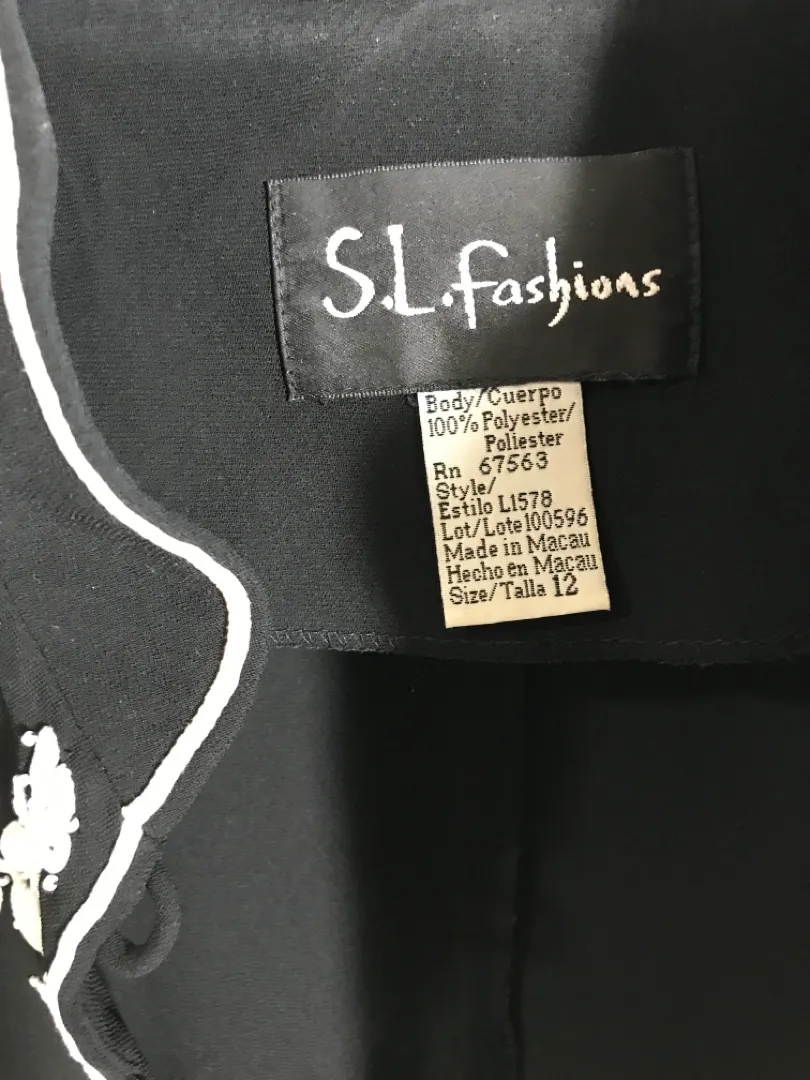 S.L.fashions
Body/Cuerpo
100% Polyester/
Poliester
Rn 67563
Style/
Estilo L1578
Lot/Lote 100596
Made in Macau
Hecho en Macau
Size/Talla 12